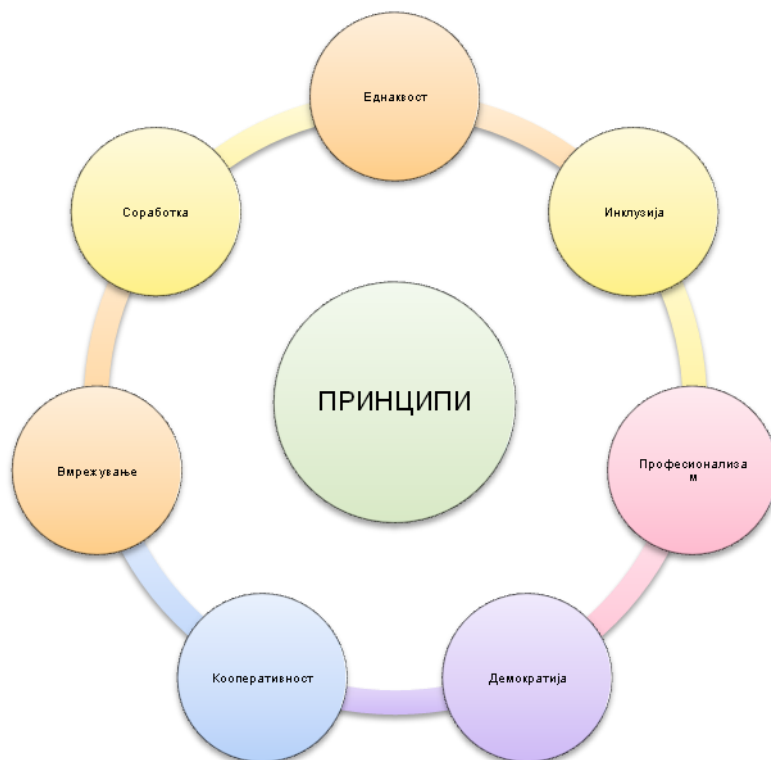 Еднаквост
Соработка
Инклузија
ПРИНЦИПИ
Вмрежување
Професионализа
м
Кооперативност
Демократија